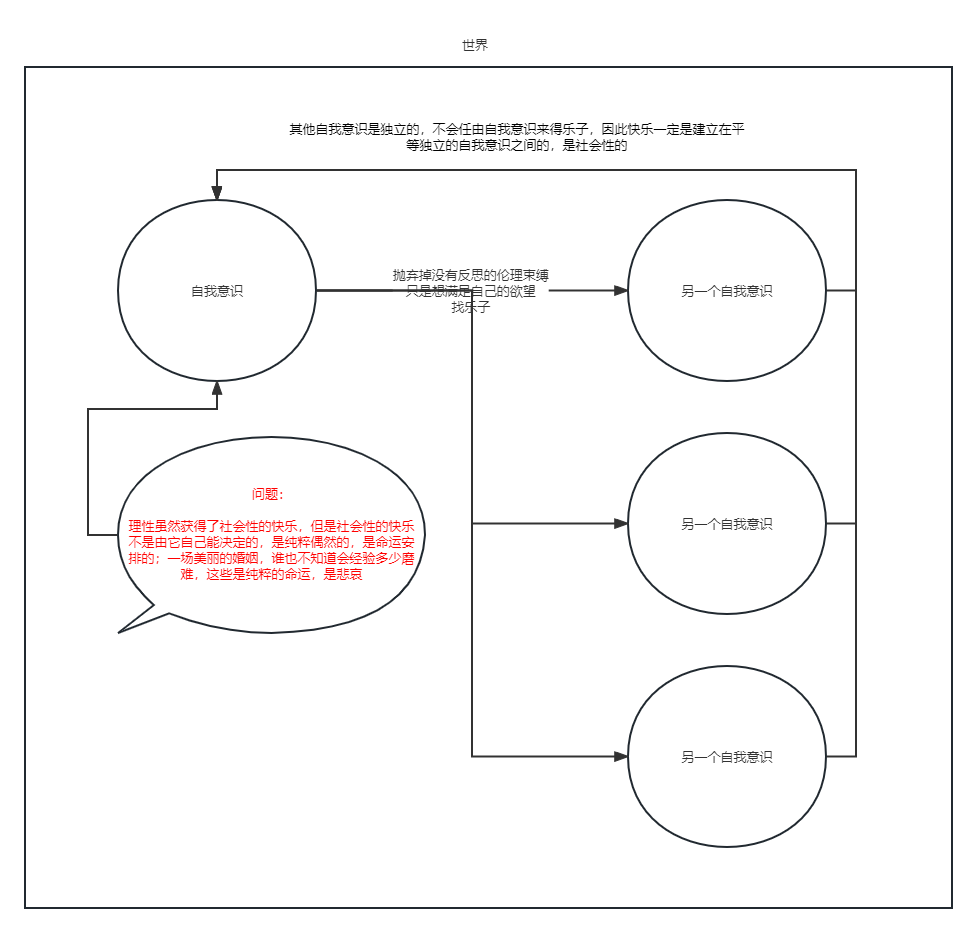 世界
其他自我意识是独立的，不会任由自我意识来得乐子，因此快乐一定是建立在平
等独立的自我意识之间的，是社会性的
自我意识
抛弃掉没有反思的伦理束缚
只是想满足自己的欲望
找乐子
另一个自我意识
问题：
理性虽然获得了社会性的快乐，但是社会性的快乐
不是由它自己能决定的，是纯粹偶然的，是命运安
排的；一场美丽的婚姻，谁也不知道会经验多少磨
难，这些是纯粹的命运，是悲哀
另一个自我意识
另一个自我意识